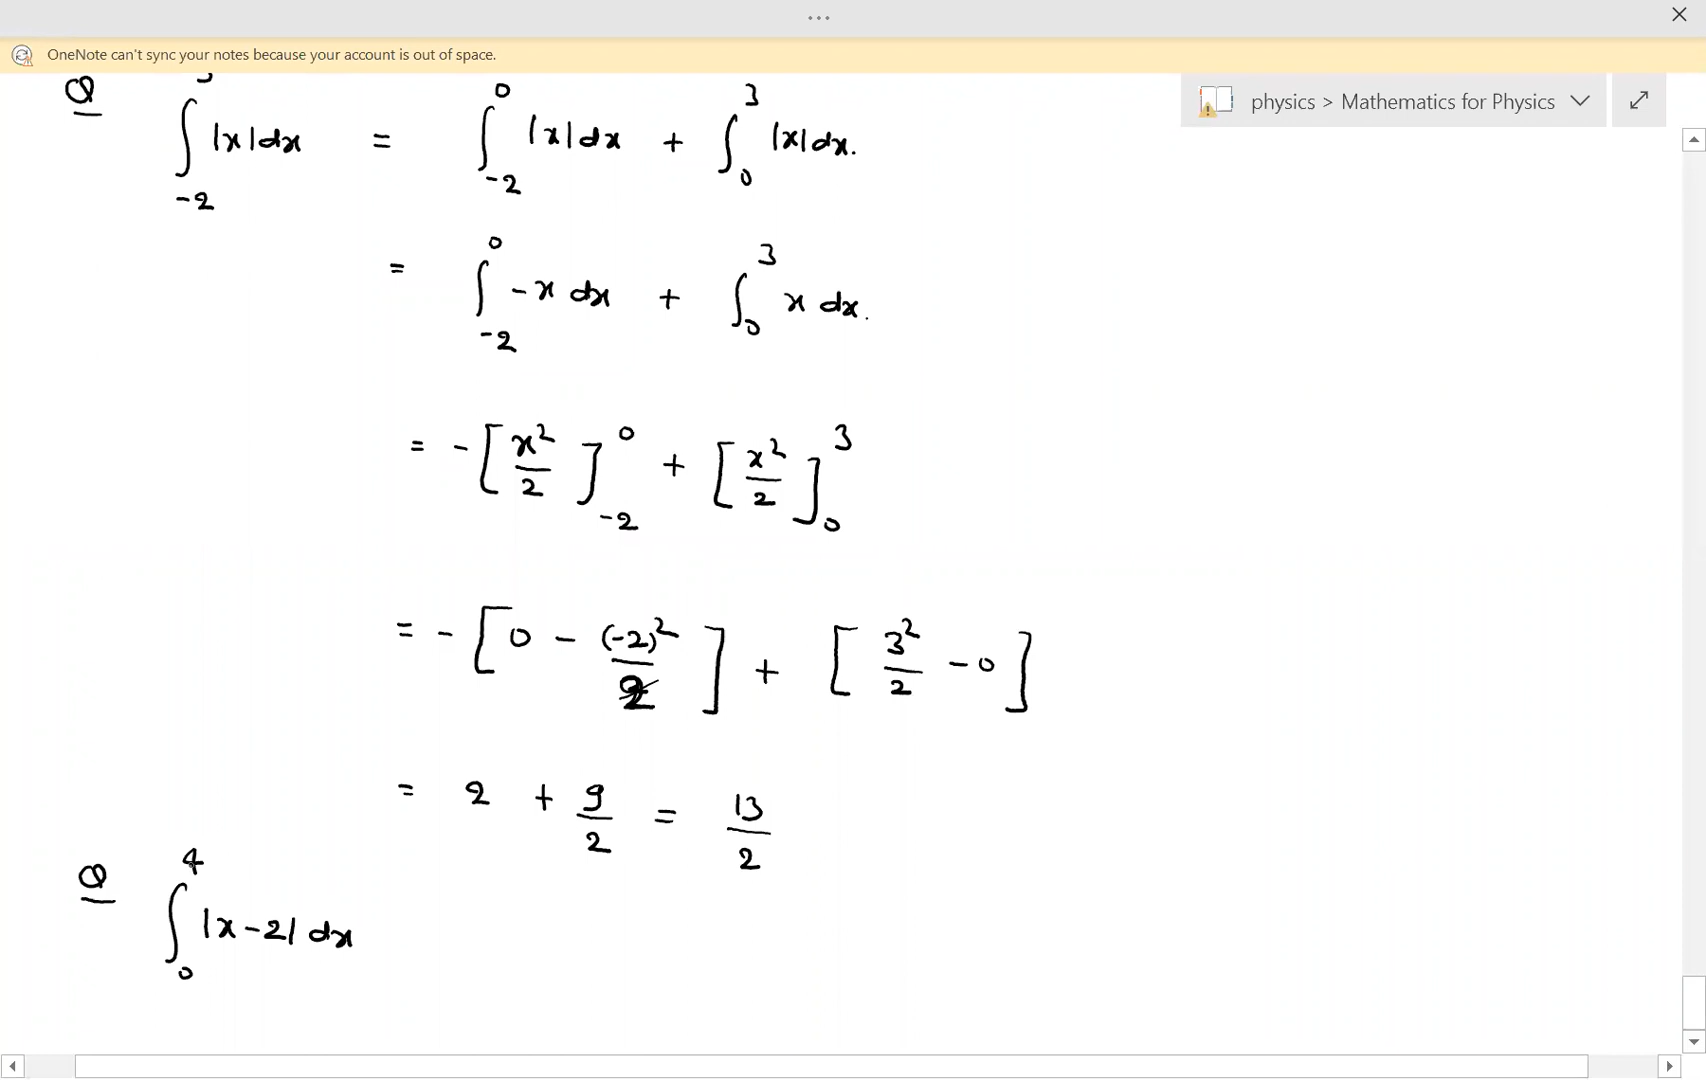 ...
OneNote can't sync your notes because your account is out of space.
physics > Mathematics for Physics
Q ∫_{-2}^{3} |x|dx = ∫_{-2}^{0} |x|dx + ∫_{0}^{3} |x|dx.
= ∫_{-2}^{0} -x dx + ∫_{0}^{3} x dx.
= -[x²/2]_{-2}^{0} + [x²/2]_{0}^{3}
= -[0 - (-2)²/2] + [3²/2 - 0]
= 2 + 9/2 = 13/2
Q ∫_{0}^{4} |x-2| dx